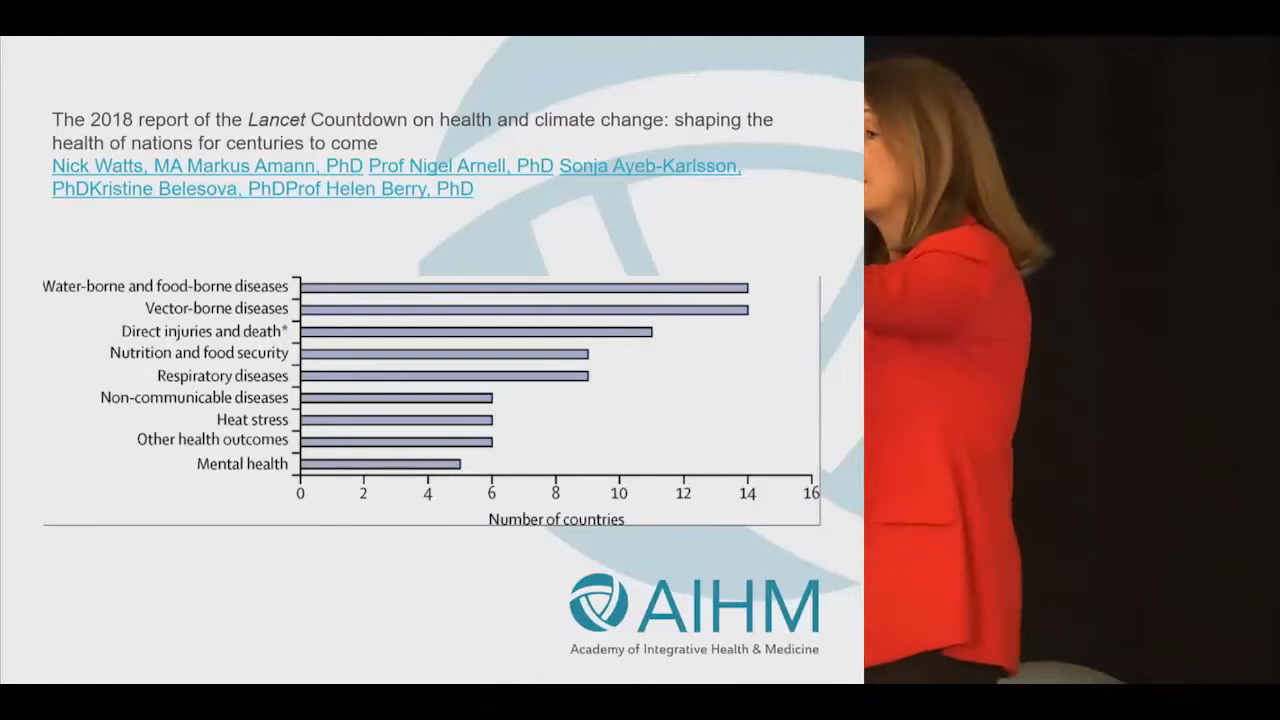 The 2018 report of the Lancet Countdown on health and climate change: shaping the
health of nations for centuries to come
Nick Watts, MA Markus Amann, PhD Prof Nigel Arnell, PhD Sonja Ayeb-Karlsson,
PhDKristine Belesova, PhDProf Helen Berry, PhD
Water-borne and food-borne diseases
Vector-borne diseases
Direct injuries and death*
Nutrition and food security
Respiratory diseases
Non-communicable diseases
Heat stress
Other health outcomes
Mental health
0 2 4 6 8 10 12 14 16
Number of countries
AIHM
Academy of Integrative Health & Medicine